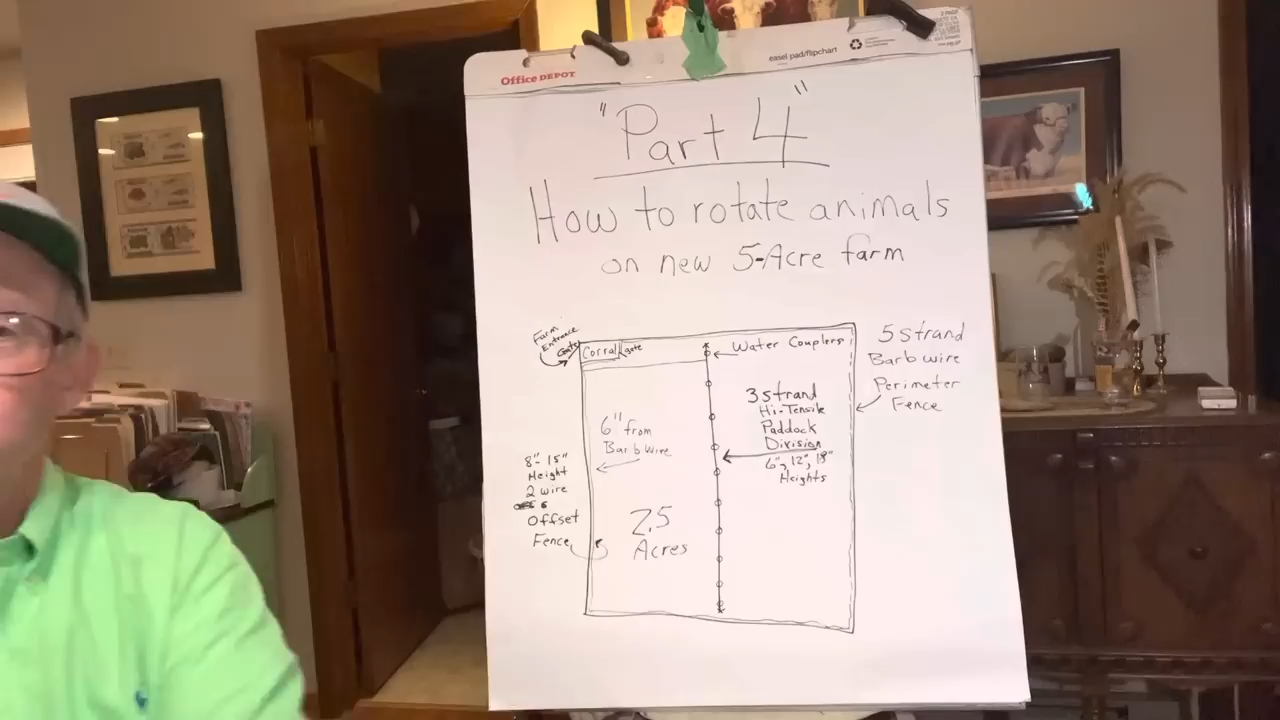 Office DEPOT
easel pad/flipchart
"Part 4"
How to rotate animals
on new 5-Acre farm
Farm
Entrance
Gate
Corral
gate
Water Couplers
5 strand
Barb wire
Perimeter
Fence
3 strand
Hi-Tensile
Paddock
Division
6", 12", 18"
Heights
6" from
Barb Wire
8"- 15"
Height
2 wire
Offset
Fence
2.5
Acres